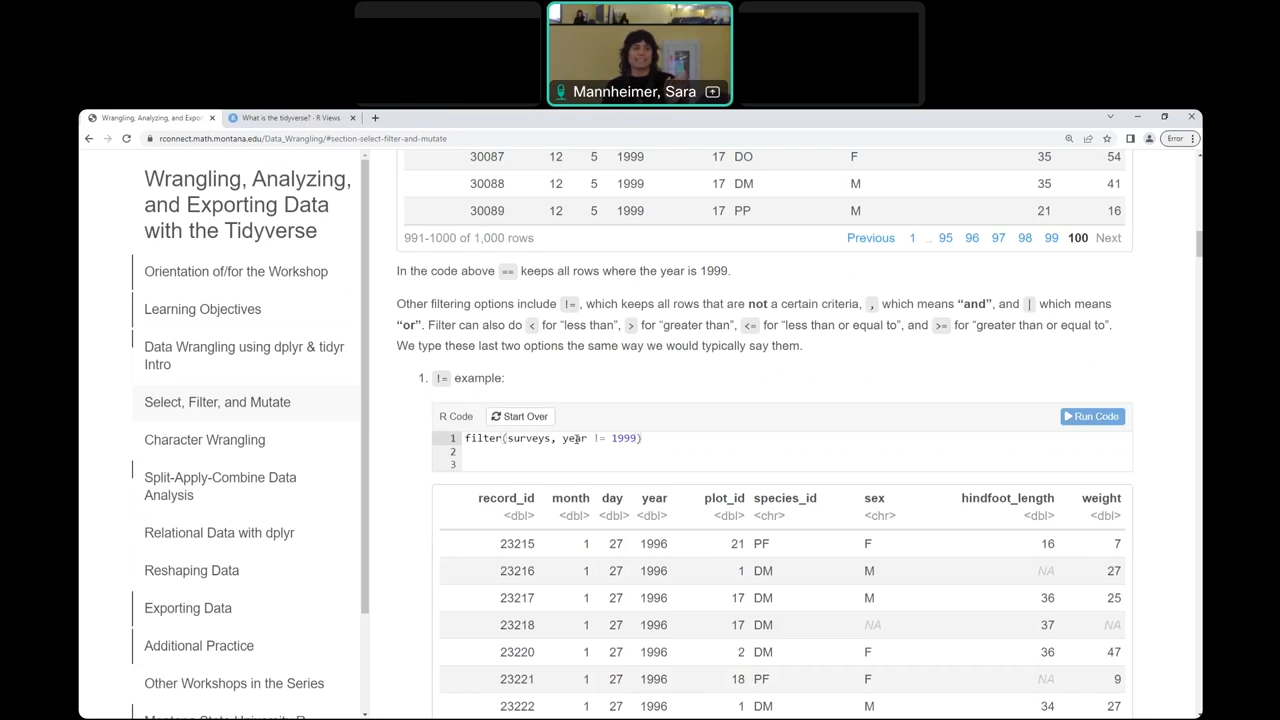 Mannheimer, Sara
Wrangling, Analyzing, and Expor
What is the tidyverse? - R Views
rconnect.math.montana.edu/Data_Wrangling/#section-select-filter-and-mutate
Error
Wrangling, Analyzing,
and Exporting Data
with the Tidyverse
Orientation of/for the Workshop
Learning Objectives
Data Wrangling using dplyr & tidyr
Intro
Select, Filter, and Mutate
Character Wrangling
Split-Apply-Combine Data
Analysis
Relational Data with dplyr
Reshaping Data
Exporting Data
Additional Practice
Other Workshops in the Series
30087 12 5 1999 17 DO F 35 54
30088 12 5 1999 17 DM M 35 41
30089 12 5 1999 17 PP M 21 16
991-1000 of 1,000 rows Previous 1 ... 95 96 97 98 99 100 Next
In the code above == keeps all rows where the year is 1999.
Other filtering options include !=, which keeps all rows that are not a certain criteria, , which means “and”, and | which means
“or”. Filter can also do < for “less than”, > for “greater than”, <= for “less than or equal to”, and >= for “greater than or equal to”.
We type these last two options the same way we would typically say them.
1. != example:
R Code Start Over Run Code
1 filter(surveys, year != 1999)
2
3
record_id month day year plot_id species_id sex hindfoot_length weight
<dbl> <dbl> <dbl> <dbl> <dbl> <chr> <chr> <dbl> <dbl>
23215 1 27 1996 21 PF F 16 7
23216 1 27 1996 1 DM M NA 27
23217 1 27 1996 17 DM M 36 25
23218 1 27 1996 17 DM NA 37 NA
23220 1 27 1996 2 DM F 36 47
23221 1 27 1996 18 PF F NA 9
23222 1 27 1996 1 DM M 34 27